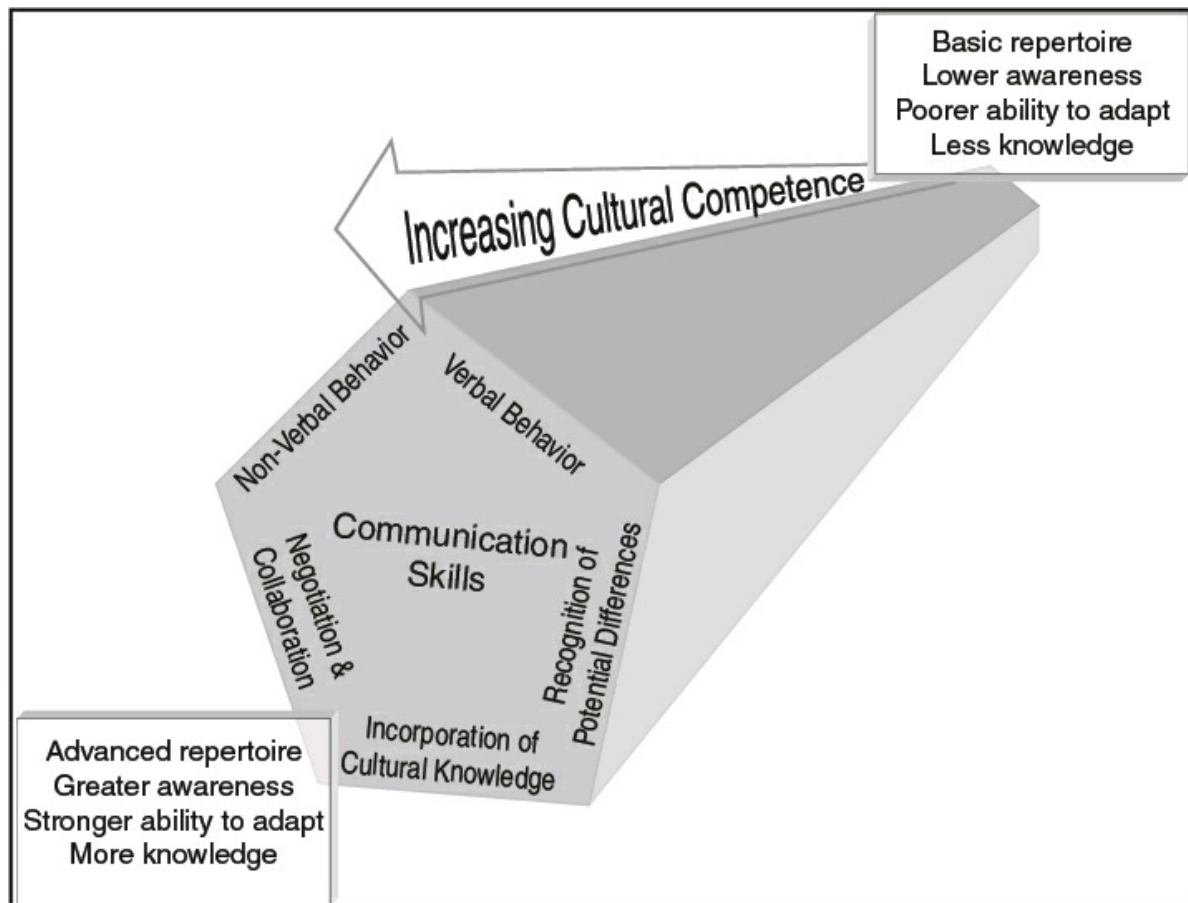 Basic repertoire
Lower awareness
Poorer ability to adapt
Less knowledge
Increasing Cultural Competence
Non-Verbal Behavior
Verbal Behavior
Communication
Skills
Negotiation &
Collaboration
Recognition of
Potential Differences
Incorporation of
Cultural Knowledge
Advanced repertoire
Greater awareness
Stronger ability to adapt
More knowledge